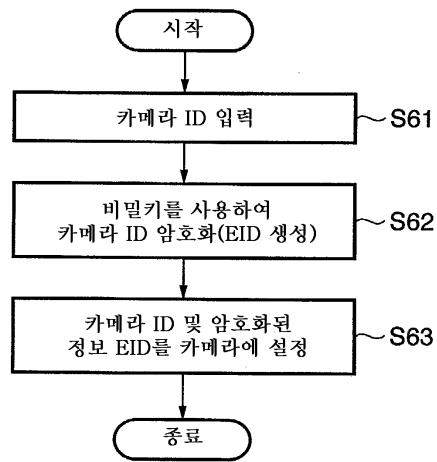 시작
카메라 ID 입력
S61
비밀키를 사용하여
카메라 ID 암호화(EID 생성)
S62
카메라 ID 및 암호화된
정보 EID를 카메라에 설정
S63
종료